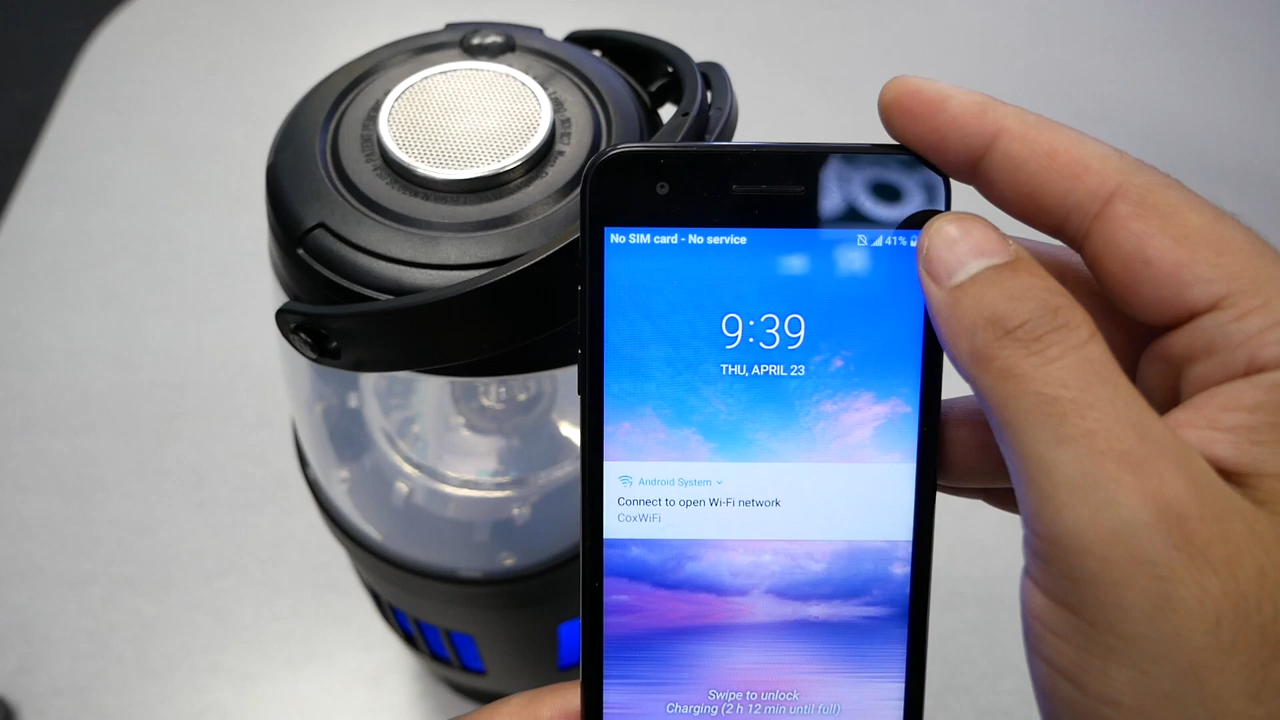 No SIM card - No service
41%
9:39
THU, APRIL 23
Android System
Connect to open Wi-Fi network
CoxWiFi
Swipe to unlock
Charging (2 h 12 min until full)